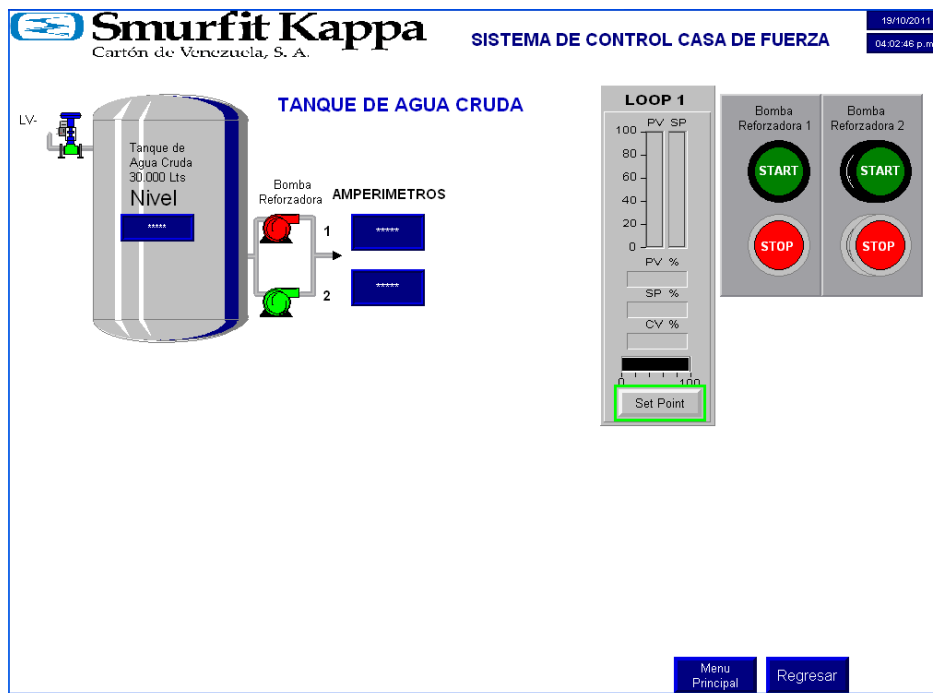 Smurfit Kappa
Cartón de Venezuela, S. A.
SISTEMA DE CONTROL CASA DE FUERZA
19/10/2011
04:02:46 p.m
TANQUE DE AGUA CRUDA
LV-
Tanque de
Agua Cruda
30.000 Lts
Nivel
*****
Bomba
Reforzadora
AMPERIMETROS
1
*****
2
*****
LOOP 1
PV SP
100
80
60
40
20
0
PV %
SP %
CV %
0 100
Set Point
Bomba
Reforzadora 1
START
STOP
Bomba
Reforzadora 2
START
STOP
Menu
Principal
Regresar